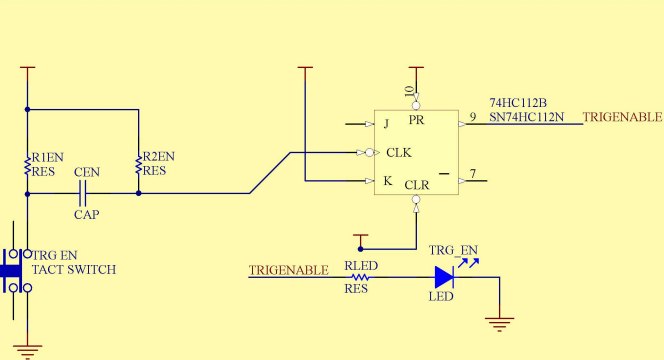 10
74HC112B
9
SN74HC112N
TRIGENABLE
J
PR
R1EN
RES
CEN
R2EN
RES
CLK
K
CLR
7
CAP
TRG EN
TACT SWITCH
TRG_EN
TRIGENABLE
RLED
RES
LED